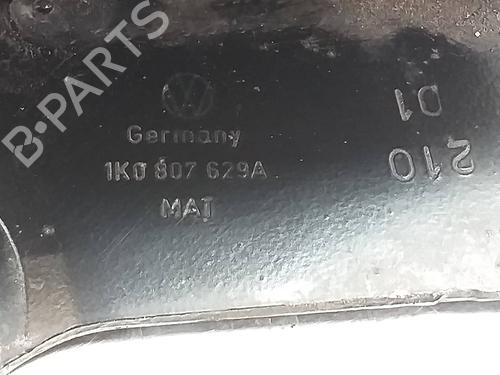 B-PARTS
Germany
1K0 807 629A
MAT
D1
210